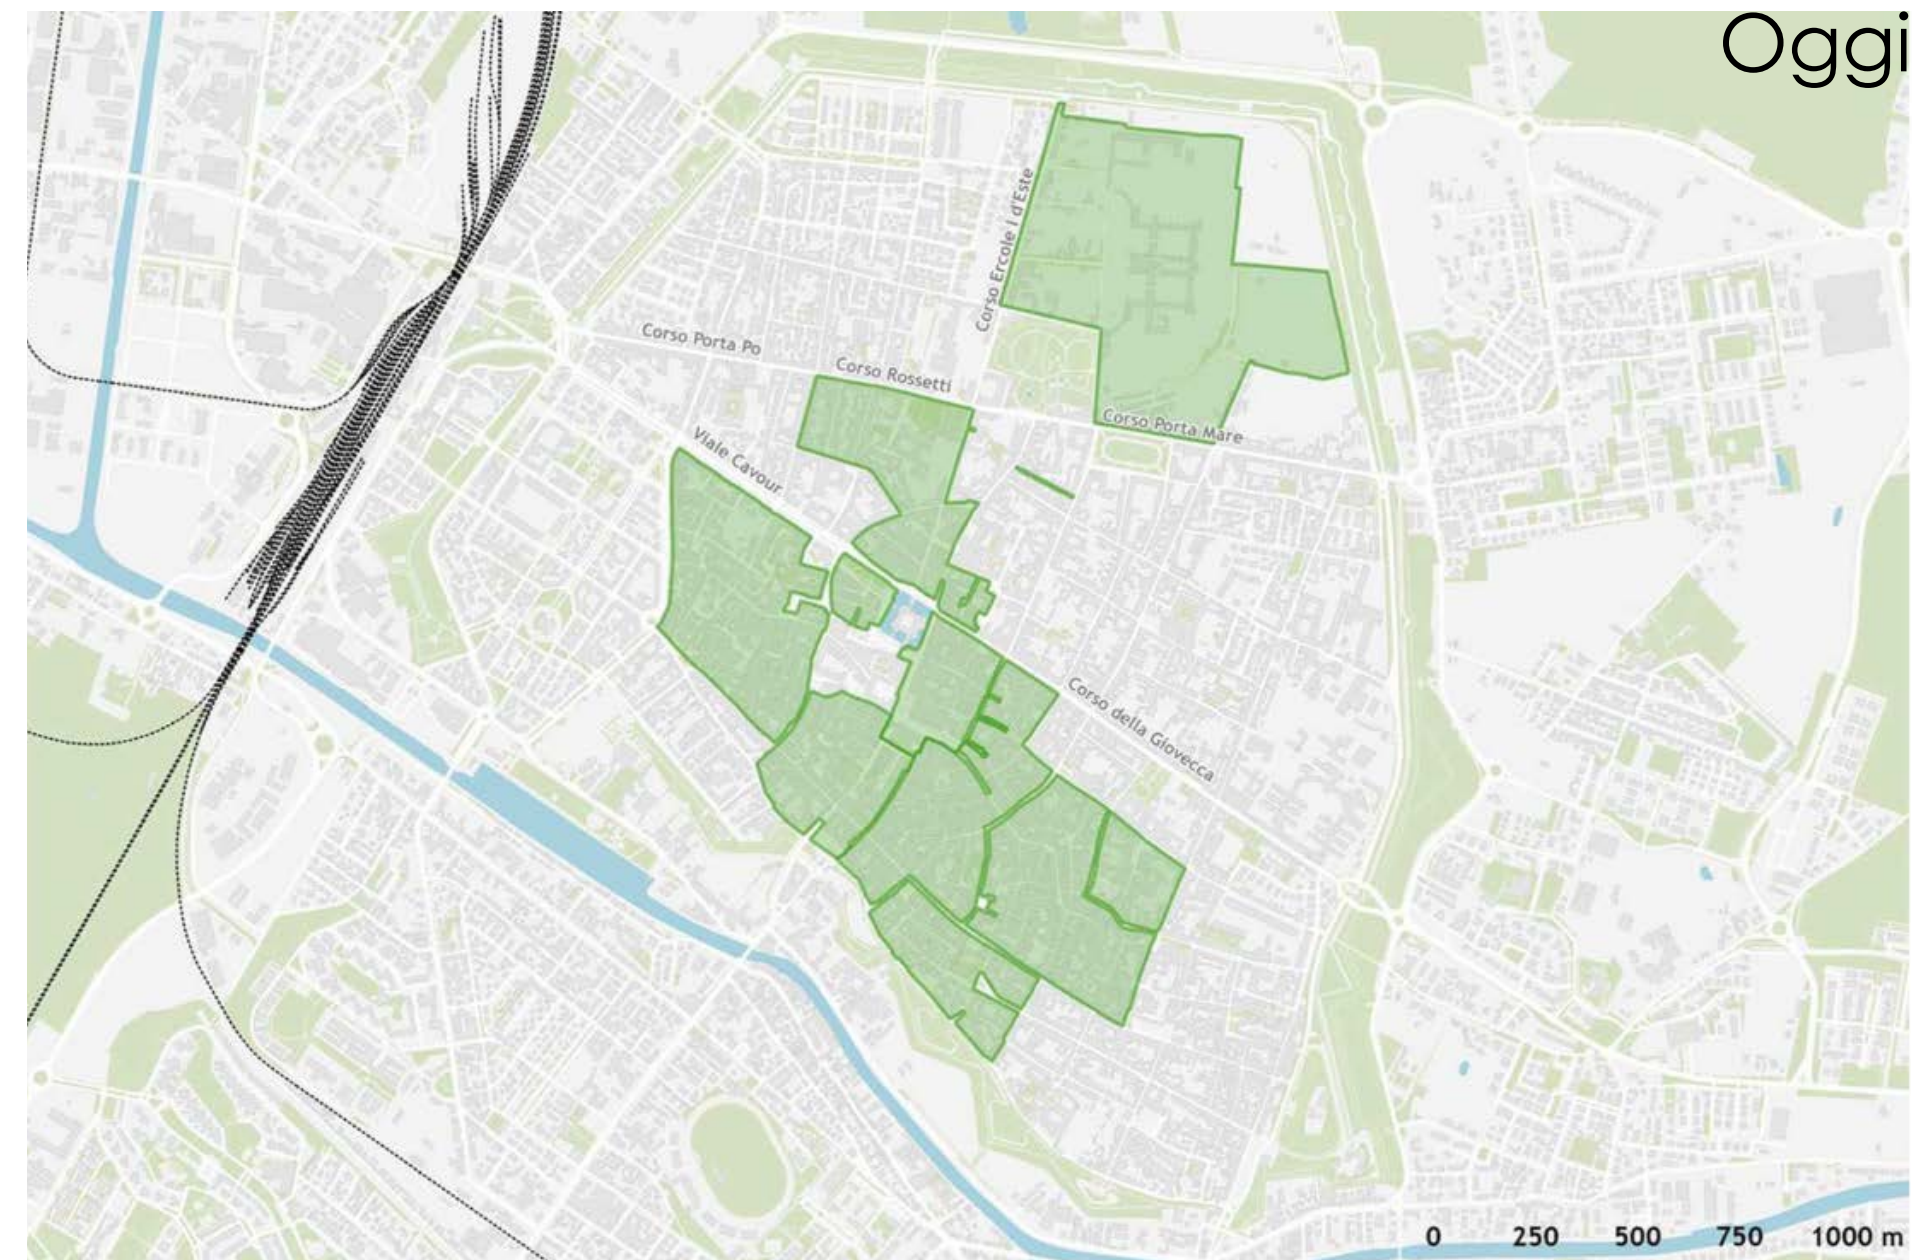 Oggi
Corso Ercole I d'Este
Corso Porta Po
Corso Rossetti
Corso Porta Mare
Viale Cavour
Corso della Giovecca
0 250 500 750 1000 m